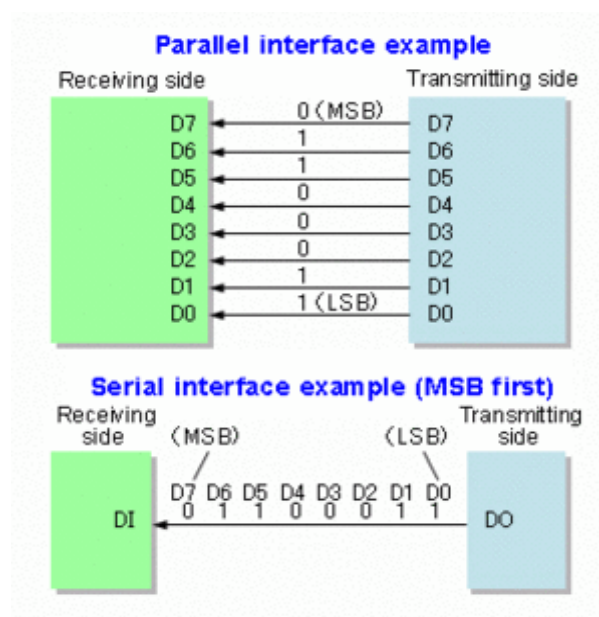 Parallel interface example
Receiving side
Transmitting side
D7 0(MSB) D7
D6 1 D6
D5 1 D5
D4 0 D4
D3 0 D3
D2 0 D2
D1 1 D1
D0 1(LSB) D0
Serial interface example (MSB first)
Receiving
side
Transmitting
side
(MSB) (LSB)
D7 D6 D5 D4 D3 D2 D1 D0
0 1 1 0 0 0 1 1
DI DO